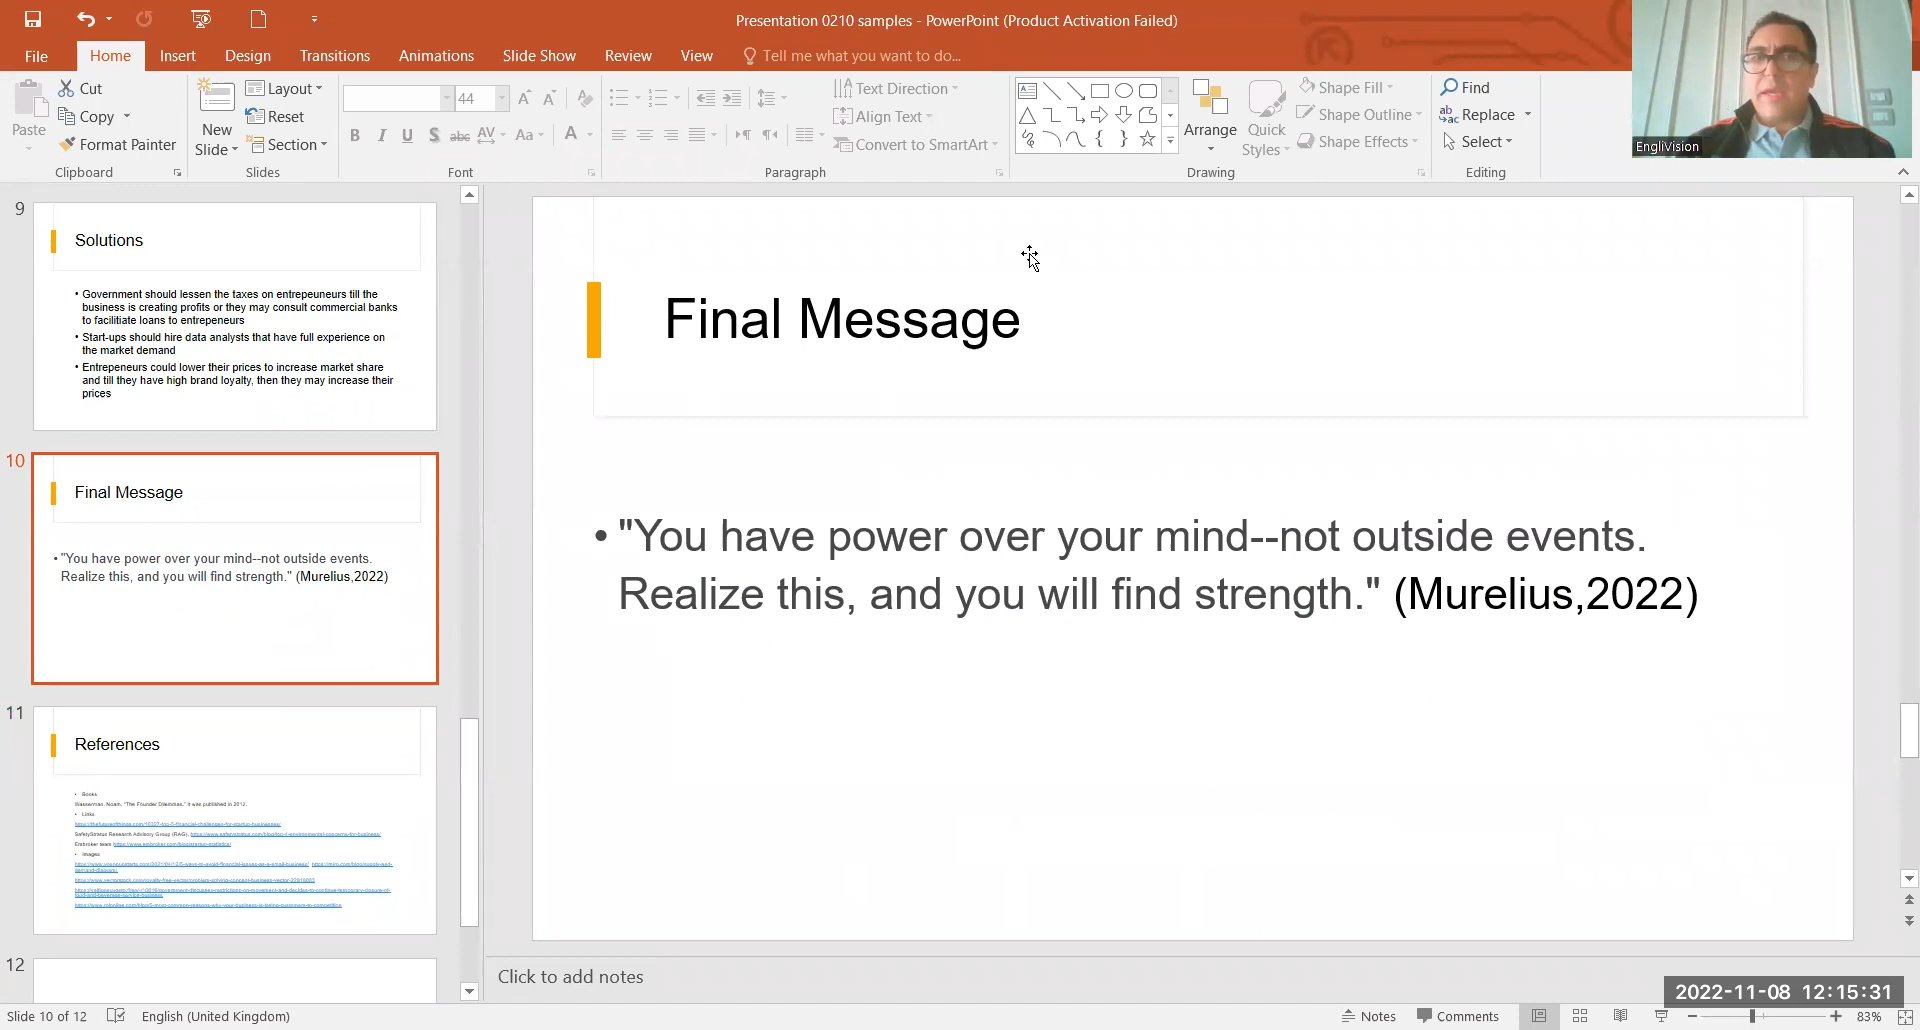 Presentation 0210 samples - PowerPoint (Product Activation Failed)
File Home Insert Design Transitions Animations Slide Show Review View Tell me what you want to do...
Paste
Cut
Copy
Format Painter
Clipboard
New Slide
Layout
Reset
Section
Slides
44
B I U S abc AV Aa A
Font
Text Direction
Align Text
Convert to SmartArt
Paragraph
Arrange
Quick Styles
Shape Fill
Shape Outline
Shape Effects
Drawing
Find
Replace
Select
Editing
EngliVision
9
Solutions
• Government should lessen the taxes on entrepeuneurs till the
business is creating profits or they may consult commercial banks
to facilitiate loans to entrepeneurs
• Start-ups should hire data analysts that have full experience on
the market demand
• Entrepeneurs could lower their prices to increase market share
and till they have high brand loyalty, then they may increase their
prices
10
Final Message
• "You have power over your mind--not outside events.
Realize this, and you will find strength." (Murelius,2022)
11
References
• Books
Wasserman, Noam, "The Founder Dilemmas," it was published in 2012.
• Links
SafetyStratus Research Advisory Group (RAG),
Embroker team
• Images
12
Final Message
• "You have power over your mind--not outside events.
Realize this, and you will find strength." (Murelius,2022)
Click to add notes
2022-11-08 12:15:31
Slide 10 of 12 English (United Kingdom) Notes Comments 83%